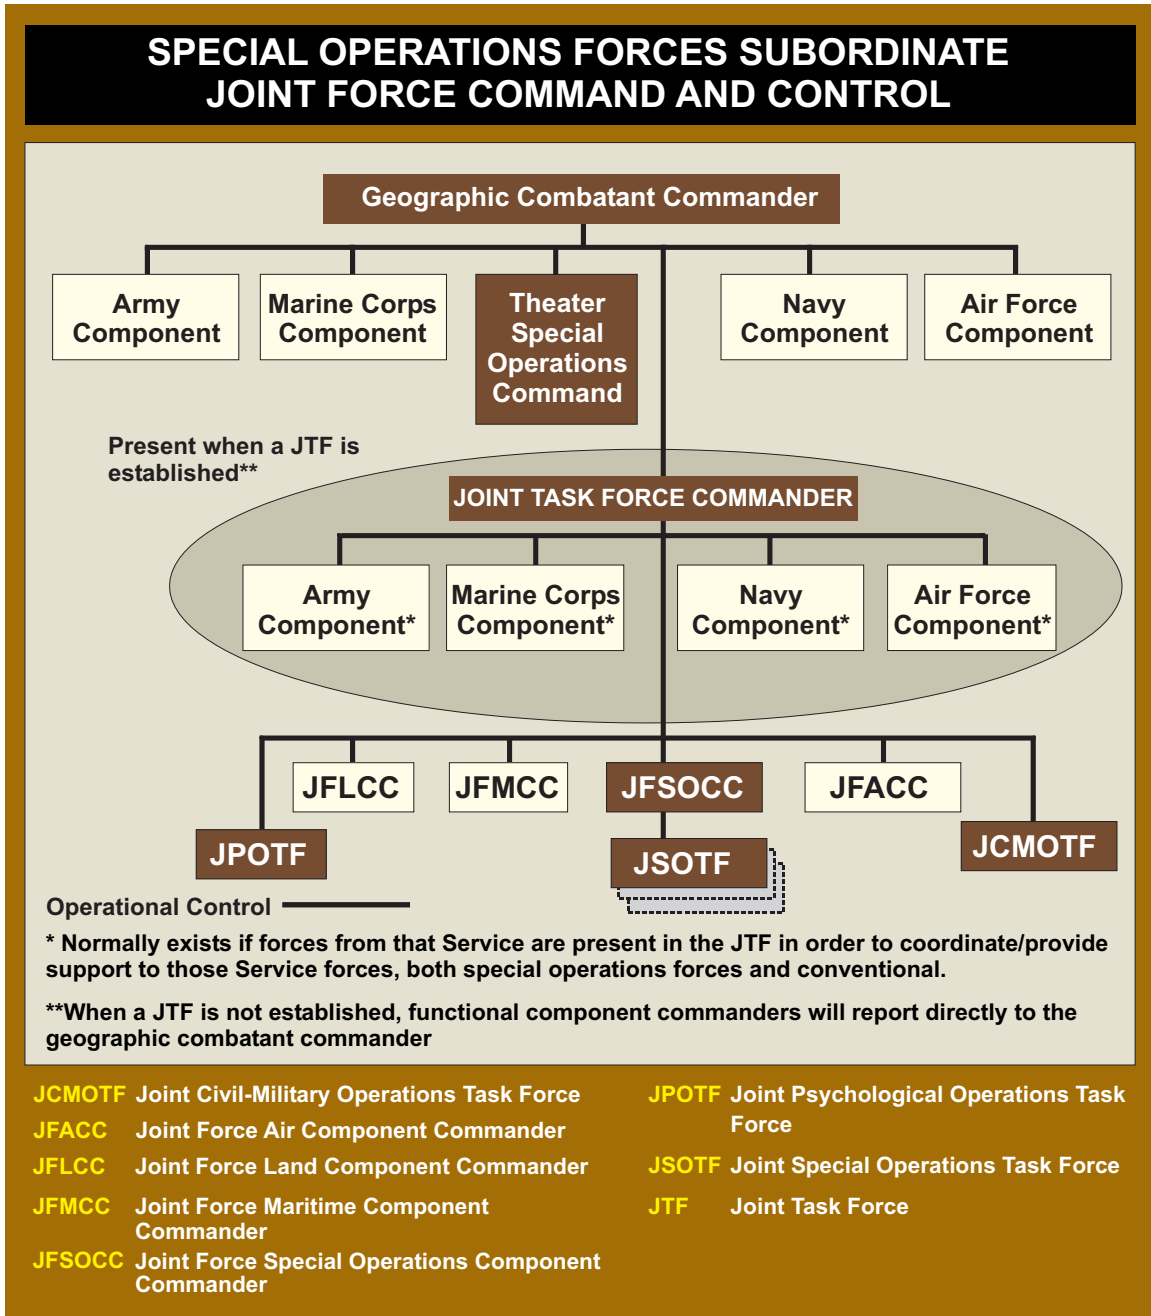 SPECIAL OPERATIONS FORCES SUBORDINATE
JOINT FORCE COMMAND AND CONTROL
Geographic Combatant Commander
Army
Component
Marine Corps
Component
Theater
Special
Operations
Command
Navy
Component
Air Force
Component
Present when a JTF is
established**
JOINT TASK FORCE COMMANDER
Army
Component*
Marine Corps
Component*
Navy
Component*
Air Force
Component*
JFLCC
JFMCC
JFSOCC
JFACC
JPOTF
JSOTF
JCMOTF
Operational Control
* Normally exists if forces from that Service are present in the JTF in order to coordinate/provide
support to those Service forces, both special operations forces and conventional.
**When a JTF is not established, functional component commanders will report directly to the
geographic combatant commander
JCMOTF Joint Civil-Military Operations Task Force
JFACC Joint Force Air Component Commander
JFLCC Joint Force Land Component Commander
JFMCC Joint Force Maritime Component
Commander
JFSOCC Joint Force Special Operations Component
Commander
JPOTF Joint Psychological Operations Task
Force
JSOTF Joint Special Operations Task Force
JTF Joint Task Force